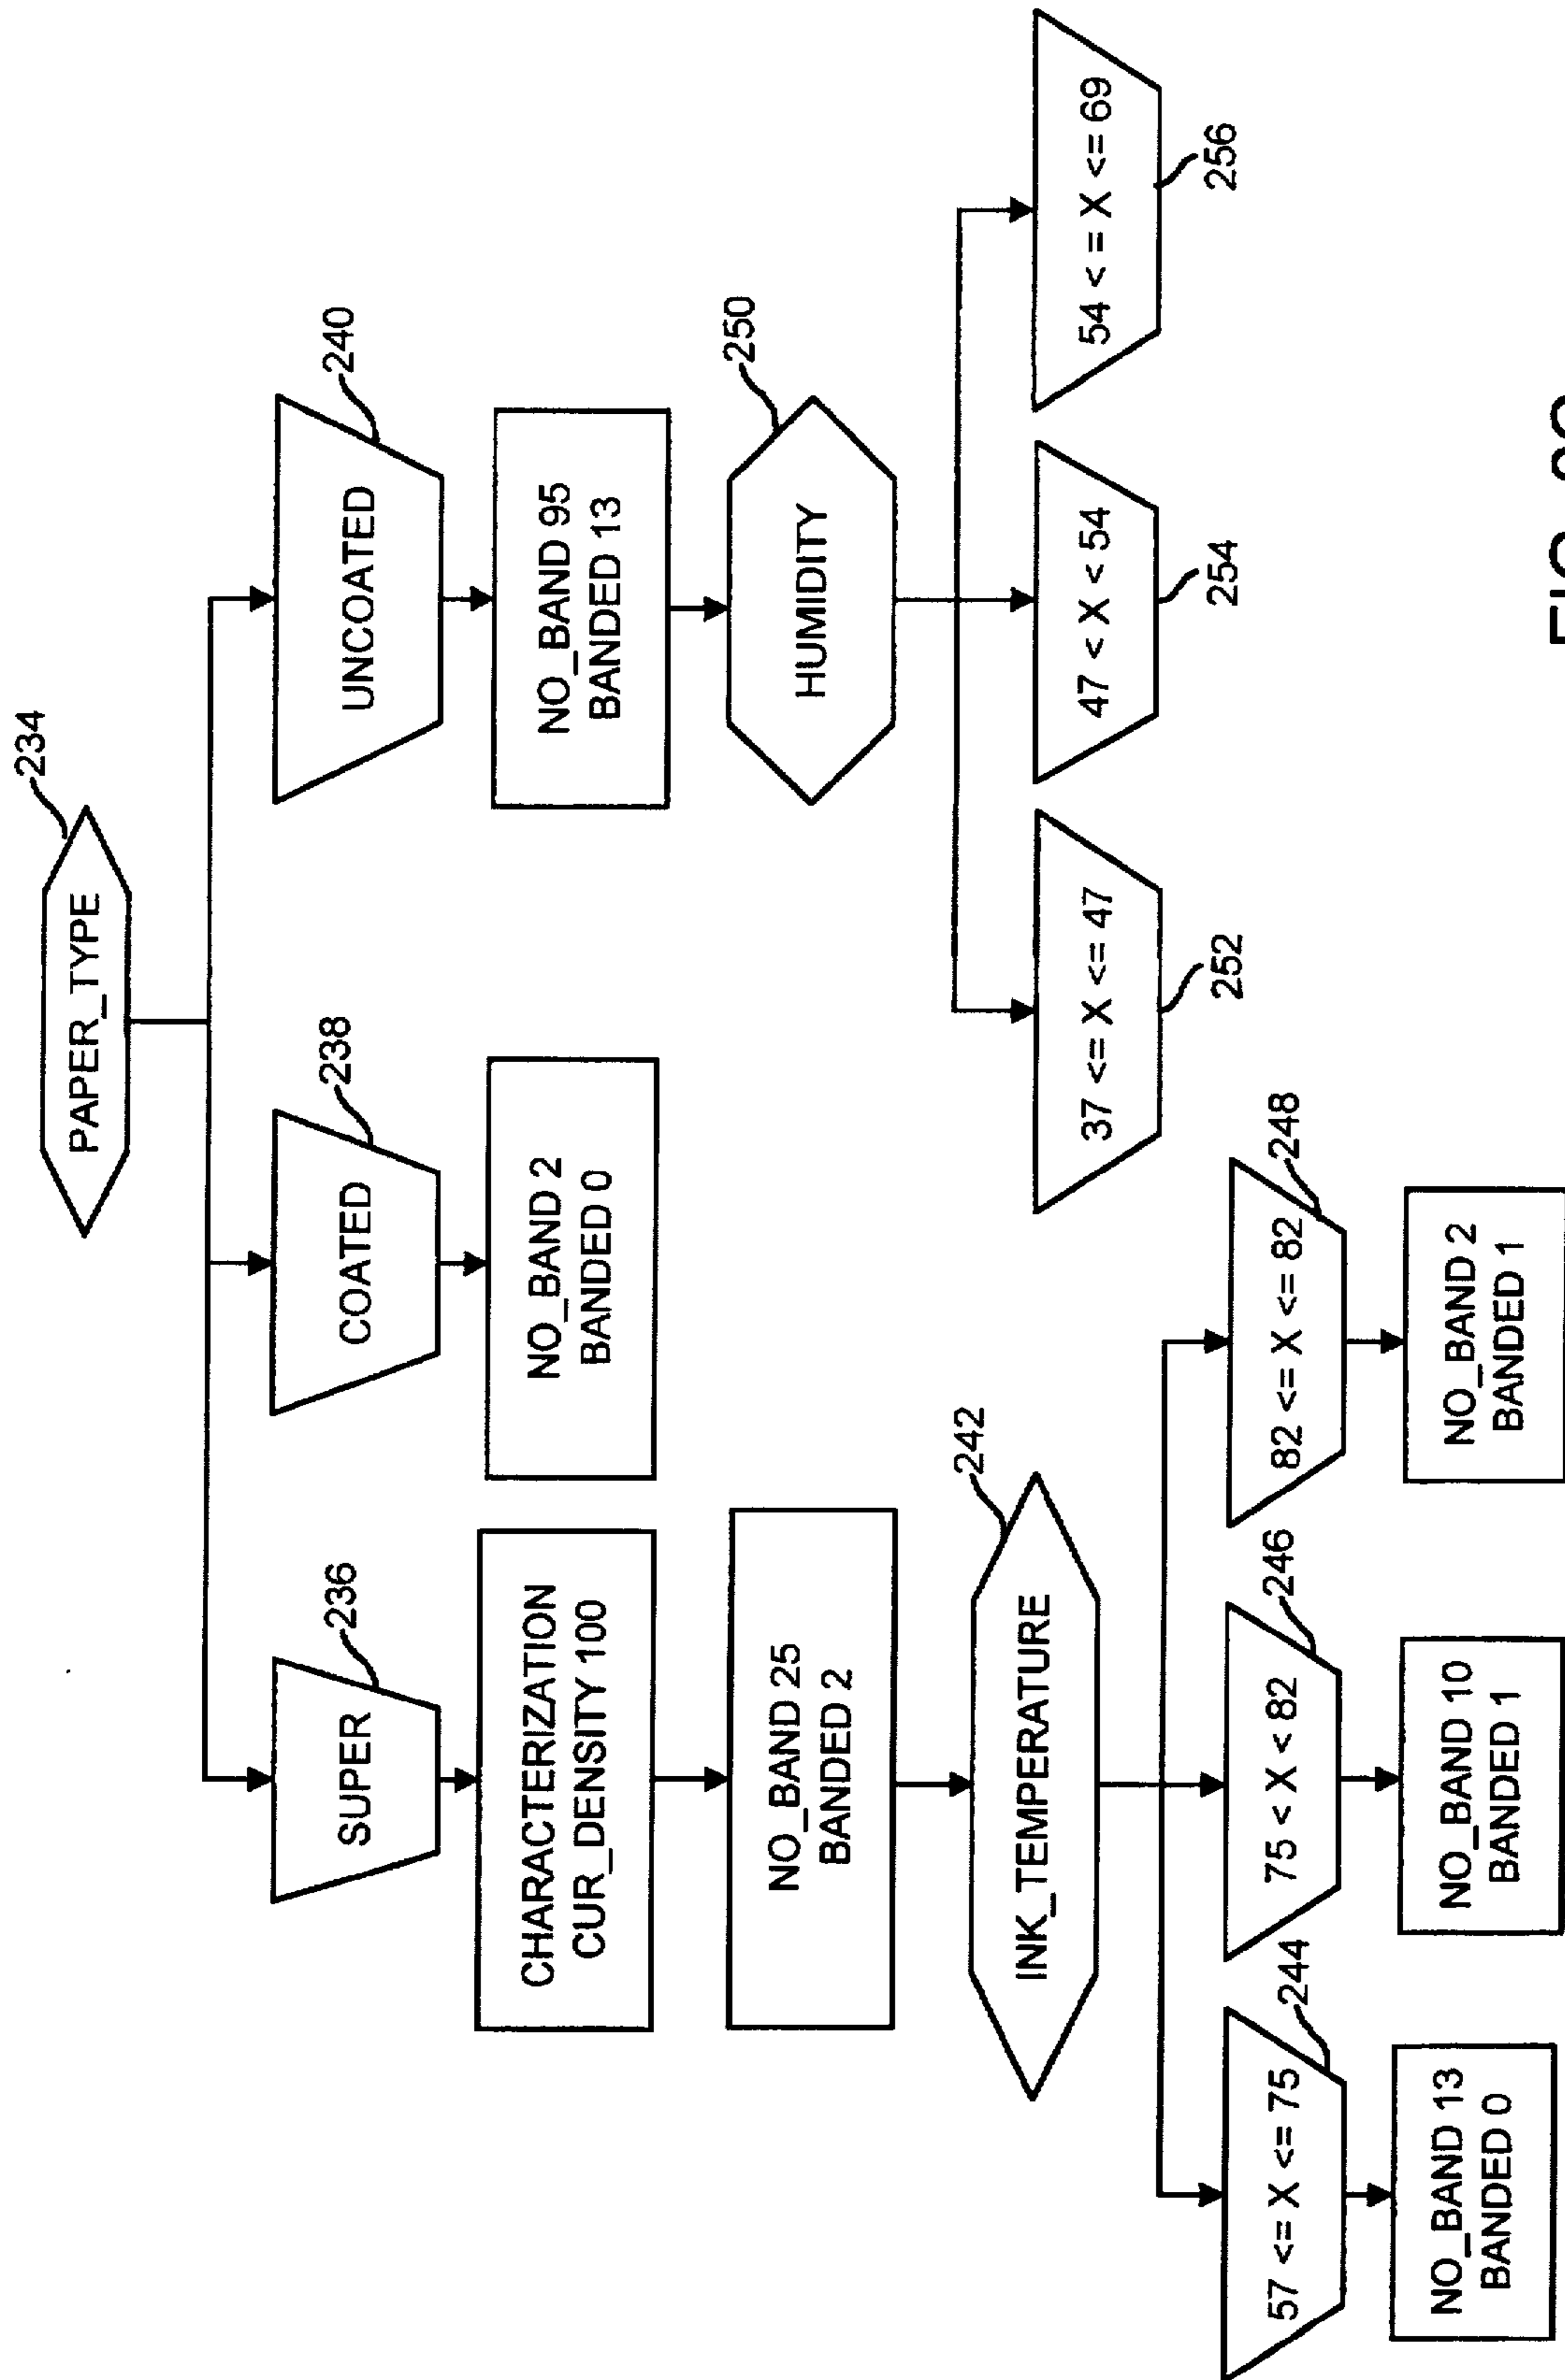 234
PAPER_TYPE
236
SUPER
238
COATED
240
UNCOATED
CHARACTERIZATION
CUR_DENSITY 100
NO_BAND 2
BANDED 0
NO_BAND 95
BANDED 13
NO_BAND 25
BANDED 2
250
HUMIDITY
242
INK_TEMPERATURE
37 <= X <= 47
252
47 < X < 54
254
54 < = X <= 69
256
244
57 <= X <= 75
246
75 < X < 82
248
82 <= X <= 82
NO_BAND 13
BANDED 0
NO_BAND 10
BANDED 1
NO_BAND 2
BANDED 1